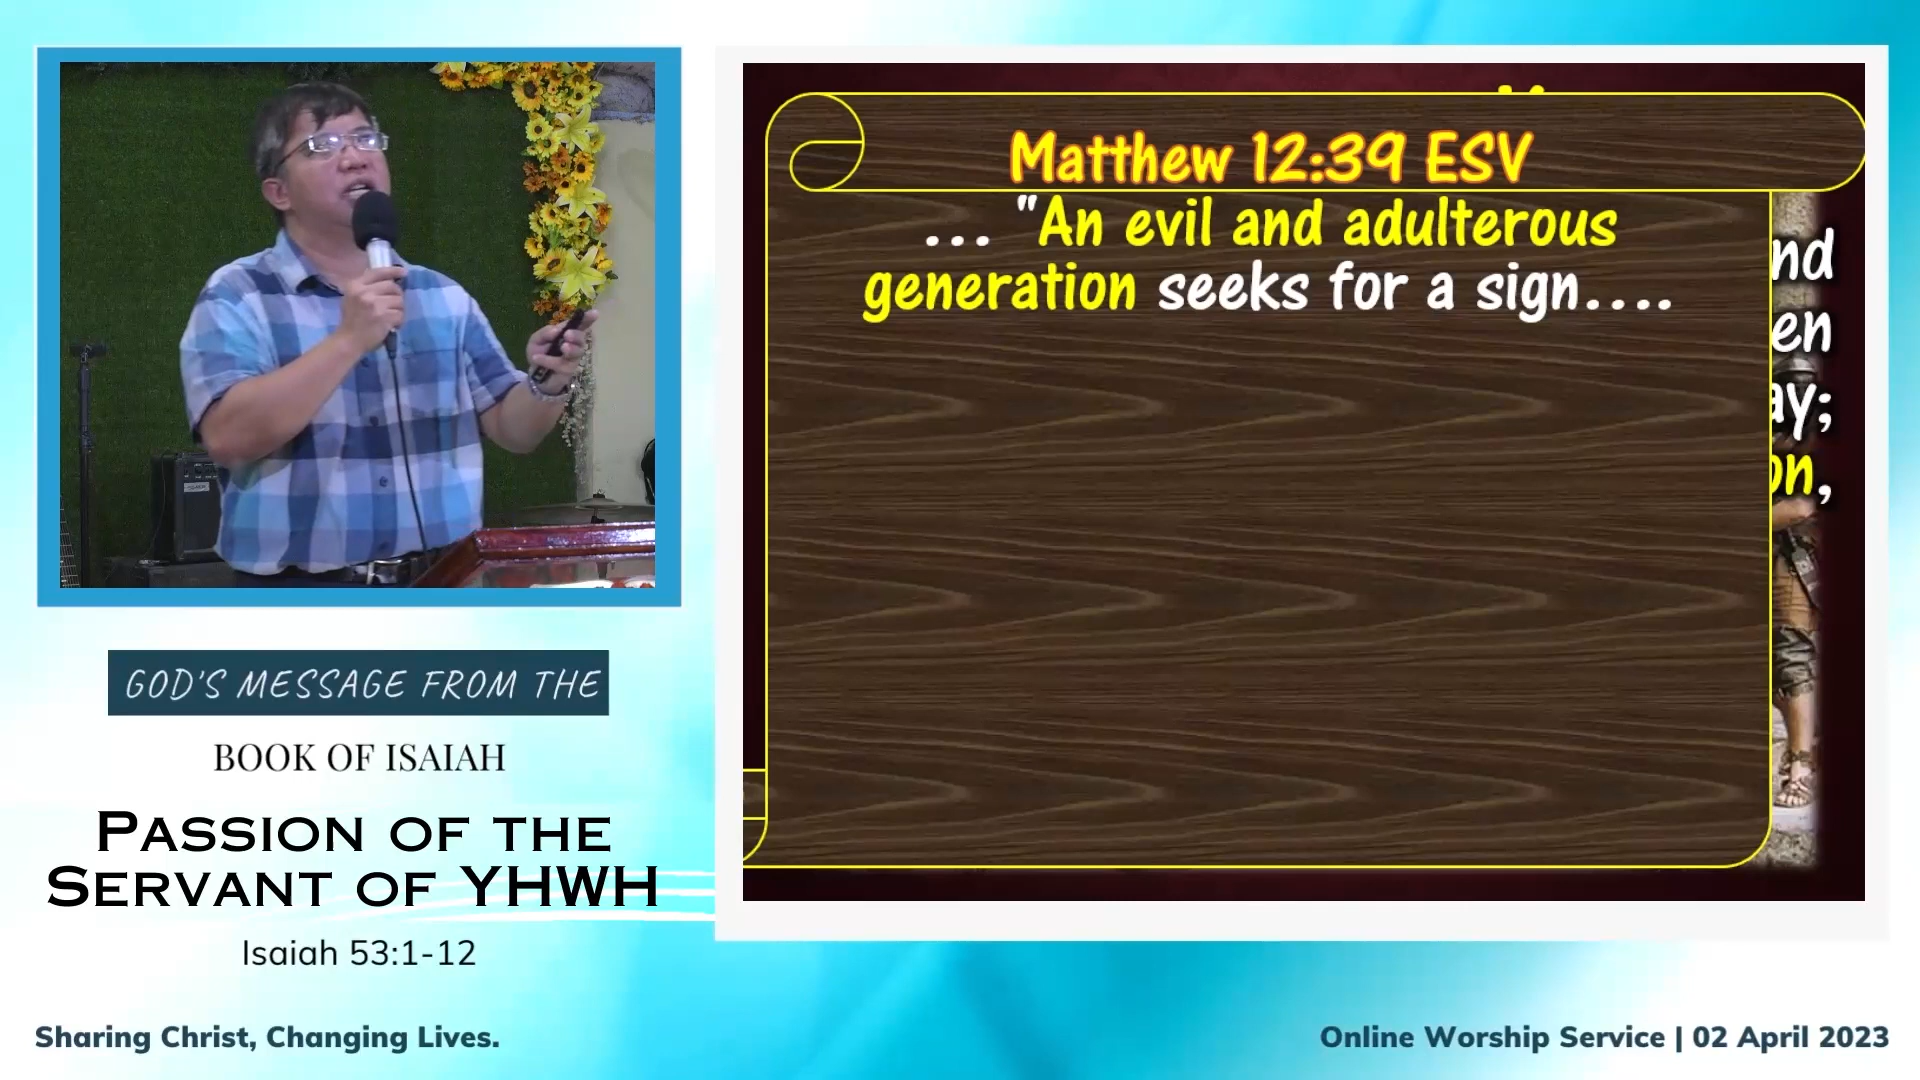 GOD'S MESSAGE FROM THE
BOOK OF ISAIAH
PASSION OF THE
SERVANT OF YHWH
Isaiah 53:1-12
Matthew 12:39 ESV
... "An evil and adulterous
generation seeks for a sign....
Sharing Christ, Changing Lives.
Online Worship Service | 02 April 2023